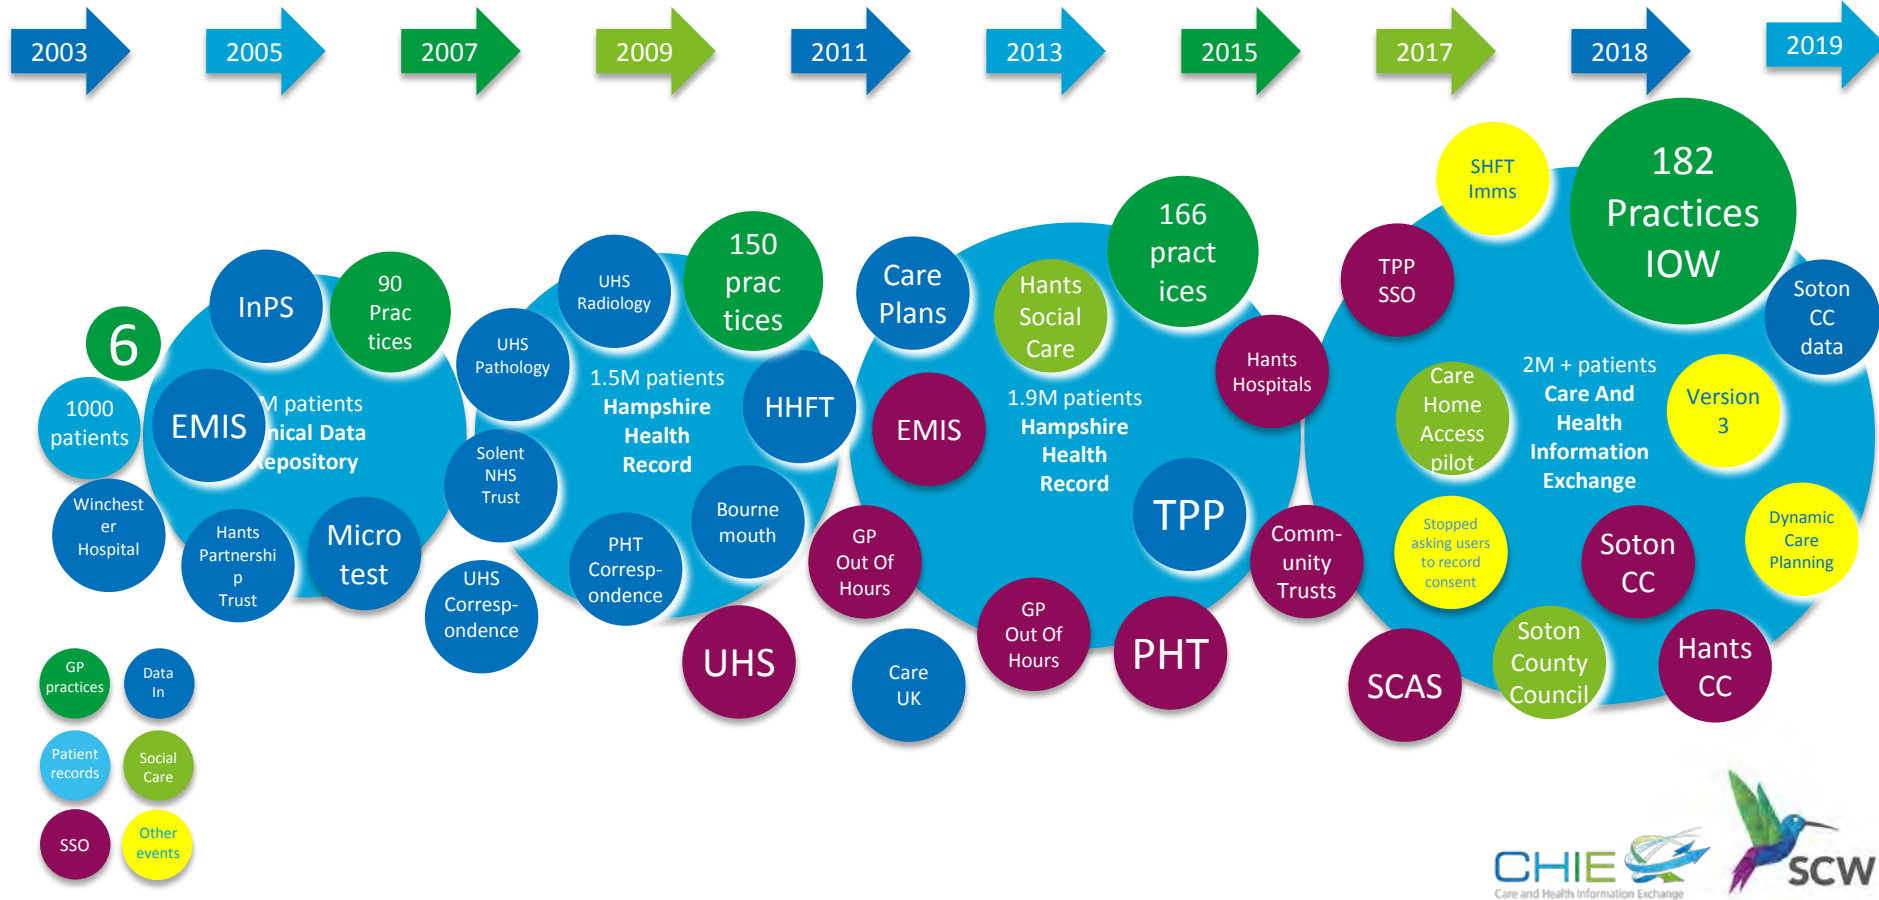 2003
2005
2007
2009
2011
2013
2015
2017
2018
2019
6
1000
patients
Winchest
er
Hospital
InPS
90
Prac
tices
EMIS
M patients
nical Data
epository
Hants
Partnershi
p
Trust
Micro
test
UHS
Radiology
150
prac
tices
UHS
Pathology
1.5M patients
Hampshire
Health
Record
HHFT
Solent
NHS
Trust
Bourne
mouth
PHT
Corresp-
ondence
UHS
Corresp-
ondence
UHS
Care
Plans
Hants
Social
Care
166
pract
ices
EMIS
1.9M patients
Hampshire
Health
Record
Hants
Hospitals
TPP
GP
Out Of
Hours
GP
Out Of
Hours
Care
UK
PHT
Comm-
unity
Trusts
SHFT
Imms
182
Practices
IOW
TPP
SSO
Soton
CC
data
Care
Home
Access
pilot
2M + patients
Care And
Health
Information
Exchange
Version
3
Stopped
asking users
to record
consent
Soton
CC
Dynamic
Care
Planning
SCAS
Soton
County
Council
Hants
CC
GP
practices
Data
In
Patient
records
Social
Care
SSO
Other
events
CHIE
Care and Health Information Exchange
SCW